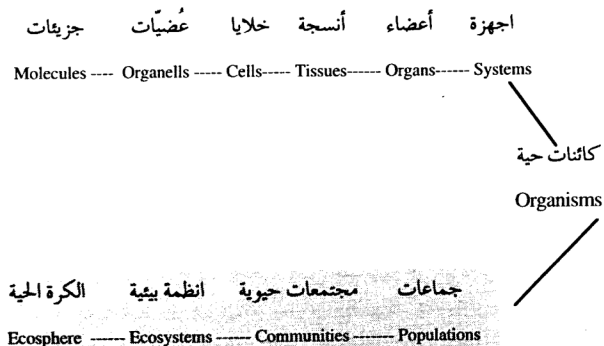 اجهزة أعضاء أنسجة خلايا عُضيّات جزيئات
Molecules ---- Organells ----- Cells----- Tissues------ Organs------ Systems
كائنات حية
Organisms
جماعات مجتمعات حيوية انظمة بيئية الكرة الحية
Ecosphere ------ Ecosystems ------ Communities ------- Populations